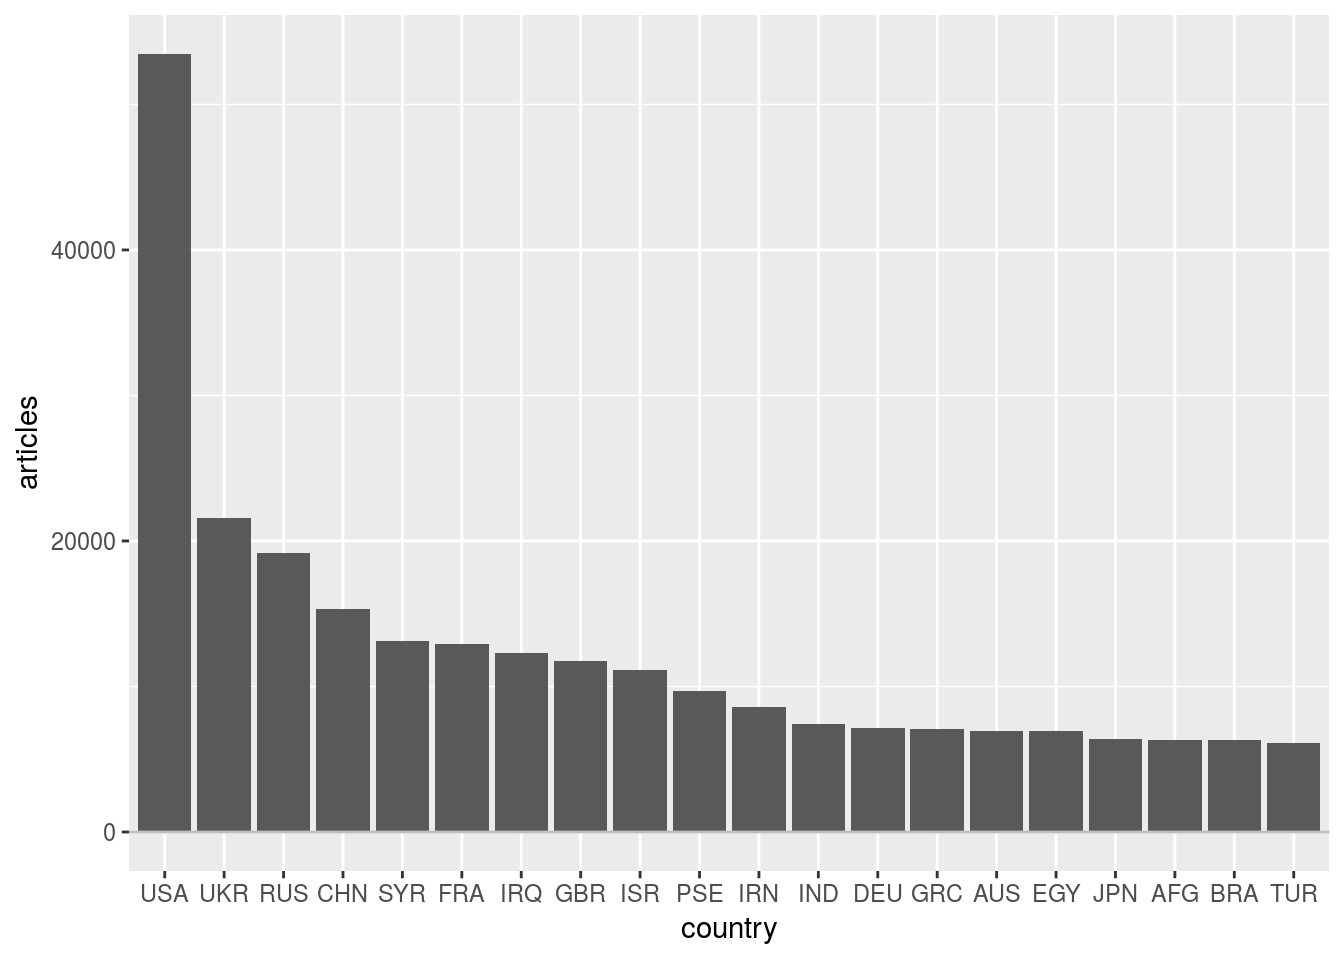 articles
40000
20000
0
USA UKR RUS CHN SYR FRA IRQ GBR ISR PSE IRN IND DEU GRC AUS EGY JPN AFG BRA TUR
country